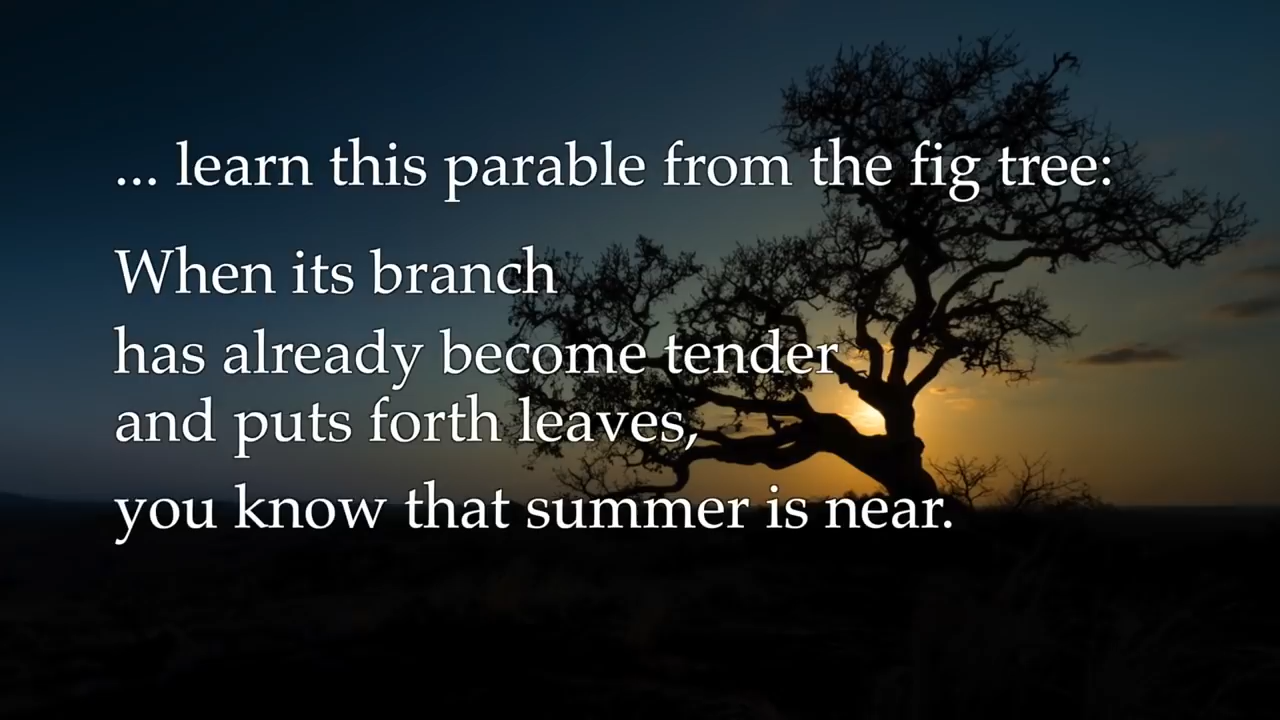 ... learn this parable from the fig tree:
When its branch
has already become tender
and puts forth leaves,
you know that summer is near.